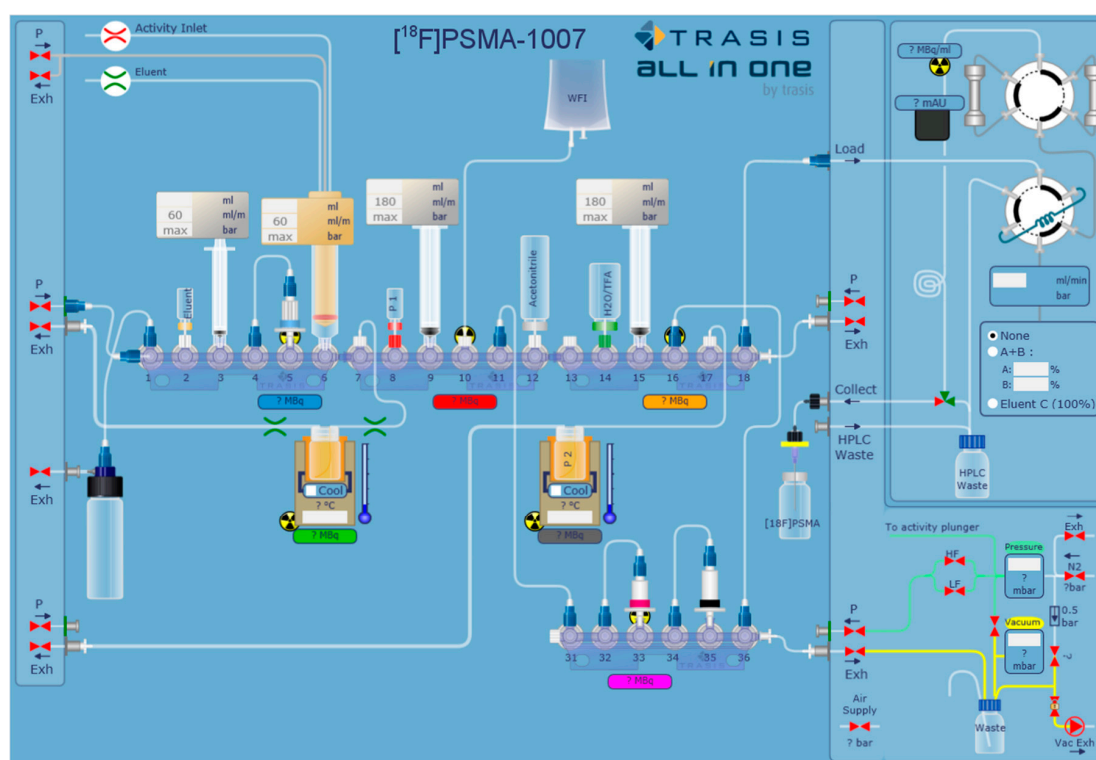 P
Exh
Activity Inlet
Eluent
[¹⁸F]PSMA-1007
TRASIS
ALL IN ONE
by trasis
WFI
? MBq/ml
? mAU
Load
60
max
ml
ml/m
bar
60
max
ml
ml/m
bar
180
max
ml
ml/m
bar
180
max
ml
ml/m
bar
ml/min
bar
P
Exh
Eluent
P 1
Acetonitrile
H2O/TFA
P
Exh
1 2 3 4 5 6 7 8 9 10 11 12 13 14 15 16 17 18
TRASIS
TRASIS
TRASIS
? MBq
? MBq
? MBq
None
A+B :
A: %
B: %
Eluent C (100%)
Collect
HPLC
Waste
HPLC
Waste
Exh
Cool
? °C
? MBq
P 2
Cool
? °C
? MBq
[18F]PSMA
To activity plunger
HF
LF
Pressure
?
mbar
Exh
N2
?bar
0.5
bar
Vacuum
?
mbar
?
P
Exh
31 32 33 34 35 36
TRASIS
? MBq
P
Exh
Air
Supply
? bar
Waste
Vac Exh